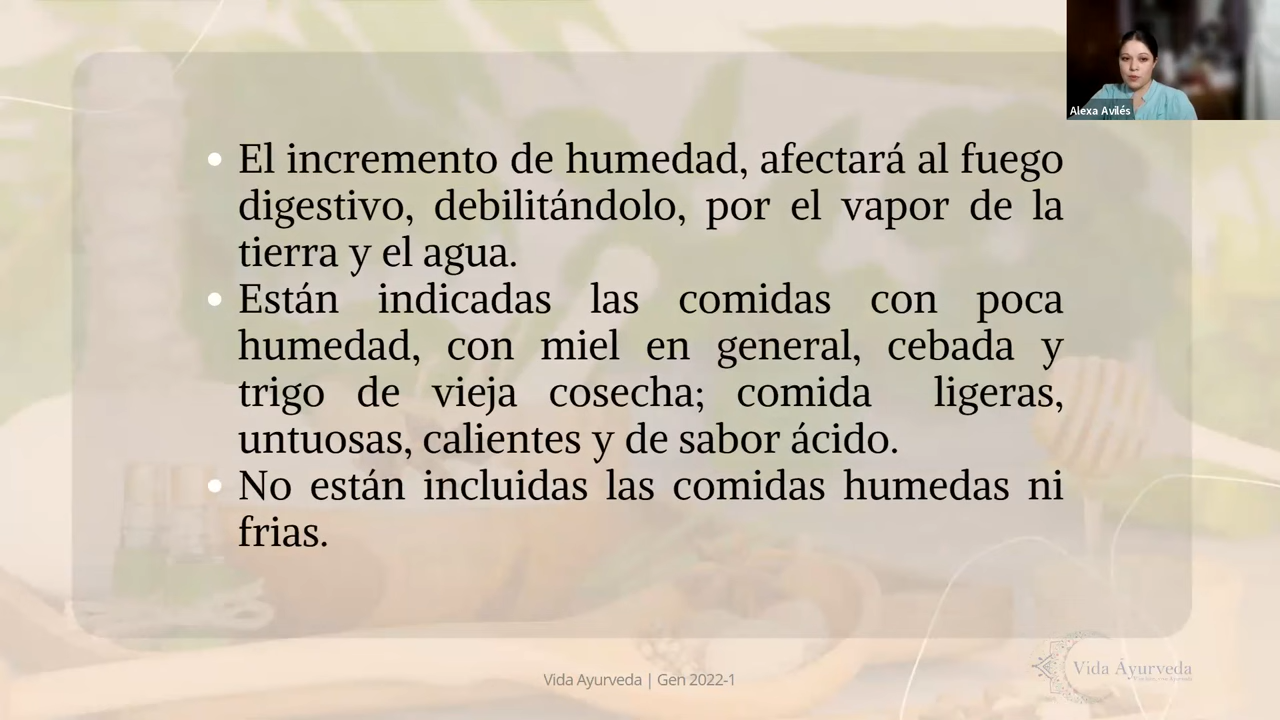 Alexa Avilés
• El incremento de humedad, afectará al fuego
digestivo, debilitándolo, por el vapor de la
tierra y el agua.
• Están indicadas las comidas con poca
humedad, con miel en general, cebada y
trigo de vieja cosecha; comida ligeras,
untuosas, calientes y de sabor ácido.
• No están incluidas las comidas humedas ni
frias.
Vida Ayurveda | Gen 2022-1
Vida Áyurveda